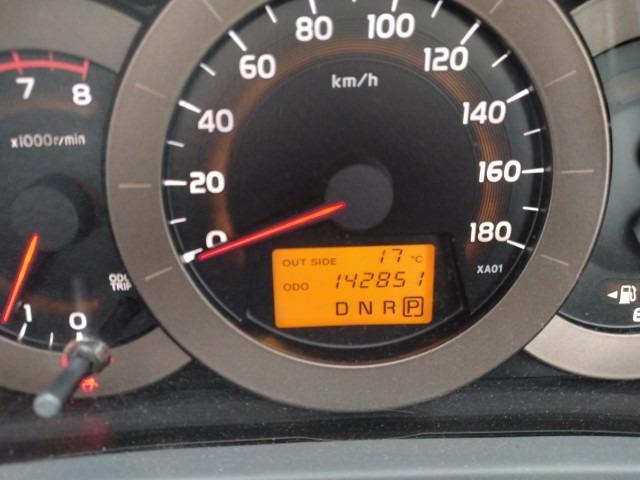 80 100
60 120
km/h
7 8
40 140
x1000r/min
20 160
0 180
OUT SIDE 17 °C
XA01
ODO
TRIP
ODO 142851
1 0
D N R P